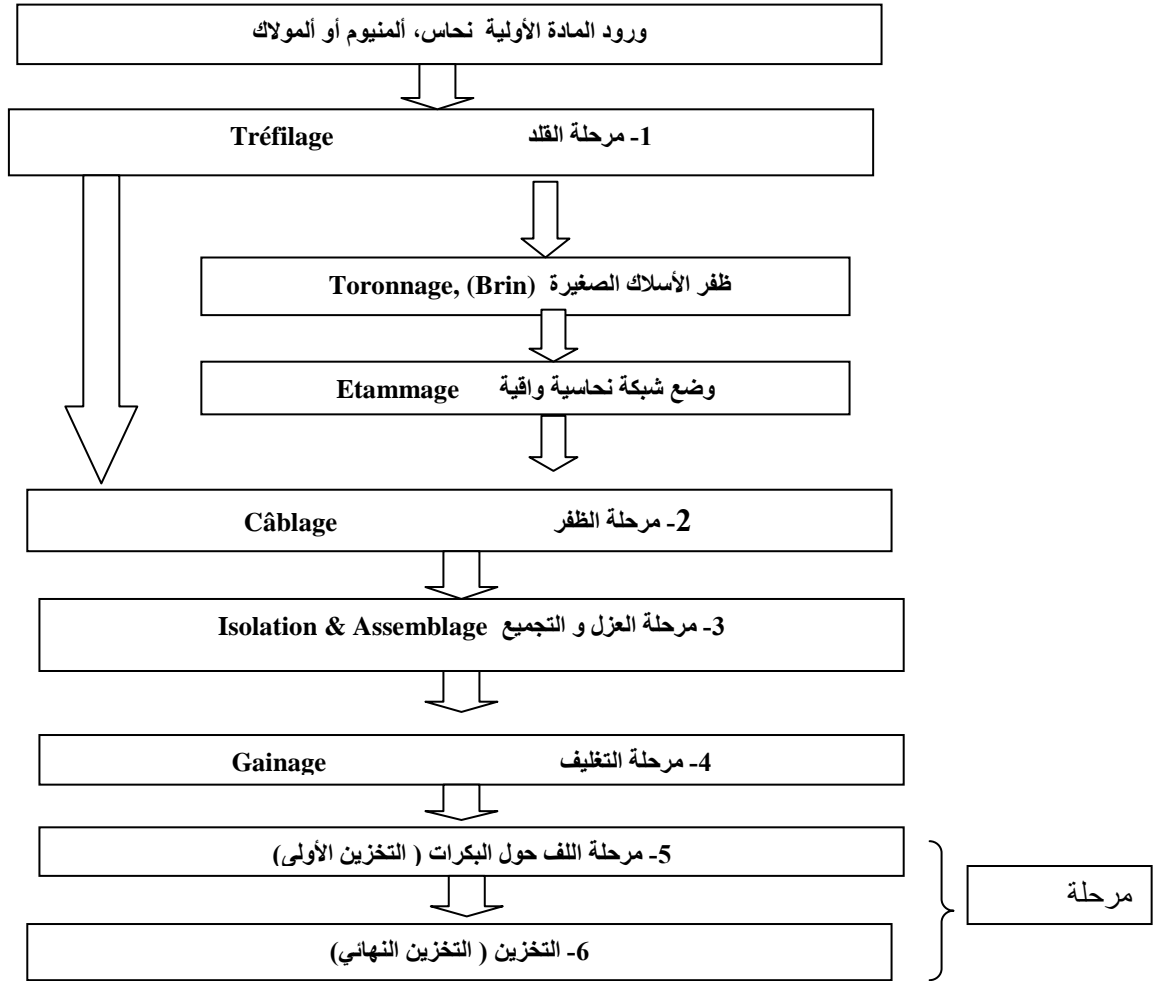 ورود المادة الأولية نحاس، ألمنيوم أو ألمولاك
1- مرحلة القلد Tréfilage
ظفر الأسلاك الصغيرة Toronnage, (Brin)
وضع شبكة نحاسية واقية Etammage
2- مرحلة الظفر Câblage
3- مرحلة العزل و التجميع Isolation & Assemblage
4- مرحلة التغليف Gainage
5- مرحلة اللف حول البكرات ( التخزين الأولى)
مرحلة
6- التخزين ( التخزين النهائي)